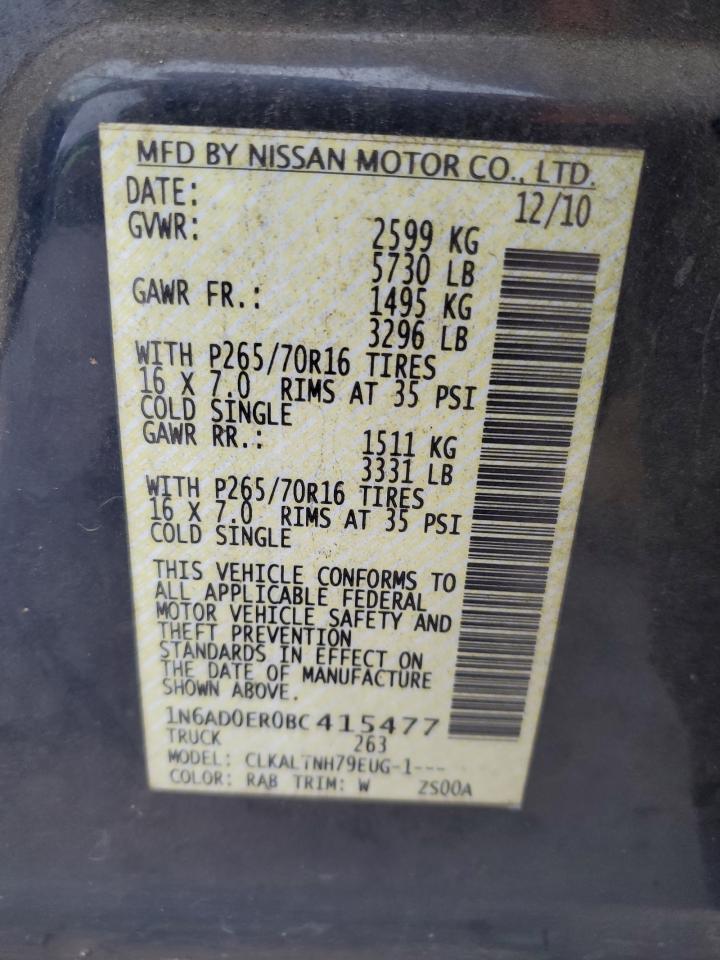 MFD BY NISSAN MOTOR CO., LTD.
DATE: 12/10
GVWR: 2599 KG
5730 LB
GAWR FR.: 1495 KG
3296 LB
WITH P265/70R16 TIRES
16 X 7.0 RIMS AT 35 PSI
COLD SINGLE
GAWR RR.: 1511 KG
3331 LB
WITH P265/70R16 TIRES
16 X 7.0 RIMS AT 35 PSI
COLD SINGLE
THIS VEHICLE CONFORMS TO
ALL APPLICABLE FEDERAL
MOTOR VEHICLE SAFETY AND
THEFT PREVENTION
STANDARDS IN EFFECT ON
THE DATE OF MANUFACTURE
SHOWN ABOVE.
1N6AD0ER0BC415477
TRUCK 263
MODEL: CLKALTNH79EUG-1---
COLOR: RAB TRIM: W ZS00A